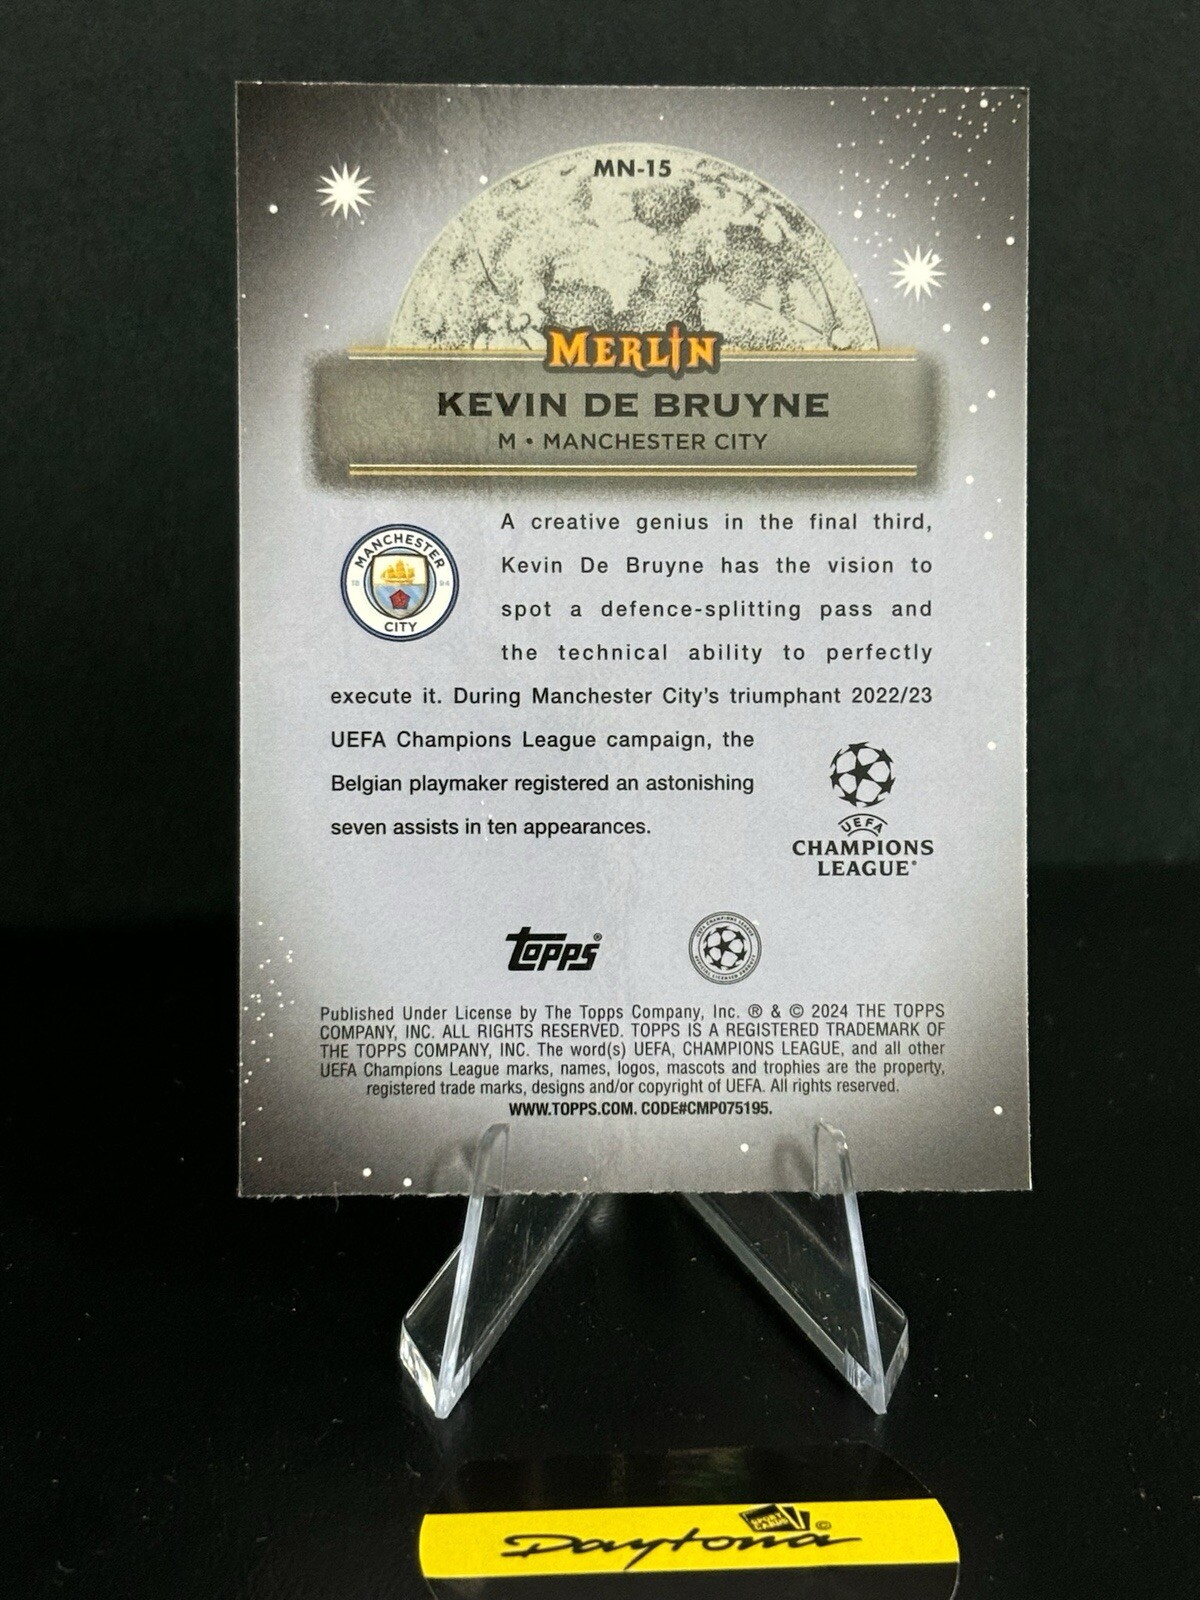 MN-15
MERLIN
KEVIN DE BRUYNE
M • MANCHESTER CITY
A creative genius in the final third,
Kevin De Bruyne has the vision to
spot a defence-splitting pass and
the technical ability to perfectly
execute it. During Manchester City's triumphant 2022/23
UEFA Champions League campaign, the
Belgian playmaker registered an astonishing
seven assists in ten appearances.
MANCHESTER
18 94
CITY
UEFA
CHAMPIONS
LEAGUE®
Topps®
Published Under License by The Topps Company, Inc. ® & © 2024 THE TOPPS
COMPANY, INC. ALL RIGHTS RESERVED. TOPPS IS A REGISTERED TRADEMARK OF
THE TOPPS COMPANY, INC. The word(s) UEFA, CHAMPIONS LEAGUE, and all other
UEFA Champions League marks, names, logos, mascots and trophies are the property,
registered trade marks, designs and/or copyright of UEFA. All rights reserved.
WWW.TOPPS.COM. CODE#CMP075195.
Daytona ©